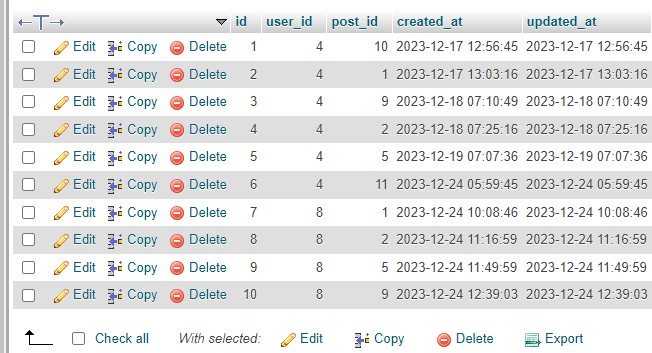 id user_id post_id created_at updated_at
Edit Copy Delete 1 4 10 2023-12-17 12:56:45 2023-12-17 12:56:45
Edit Copy Delete 2 4 1 2023-12-17 13:03:16 2023-12-17 13:03:16
Edit Copy Delete 3 4 9 2023-12-18 07:10:49 2023-12-18 07:10:49
Edit Copy Delete 4 4 2 2023-12-18 07:25:16 2023-12-18 07:25:16
Edit Copy Delete 5 4 5 2023-12-19 07:07:36 2023-12-19 07:07:36
Edit Copy Delete 6 4 11 2023-12-24 05:59:45 2023-12-24 05:59:45
Edit Copy Delete 7 8 1 2023-12-24 10:08:46 2023-12-24 10:08:46
Edit Copy Delete 8 8 2 2023-12-24 11:16:59 2023-12-24 11:16:59
Edit Copy Delete 9 8 5 2023-12-24 11:49:59 2023-12-24 11:49:59
Edit Copy Delete 10 8 9 2023-12-24 12:39:03 2023-12-24 12:39:03
Check all With selected: Edit Copy Delete Export